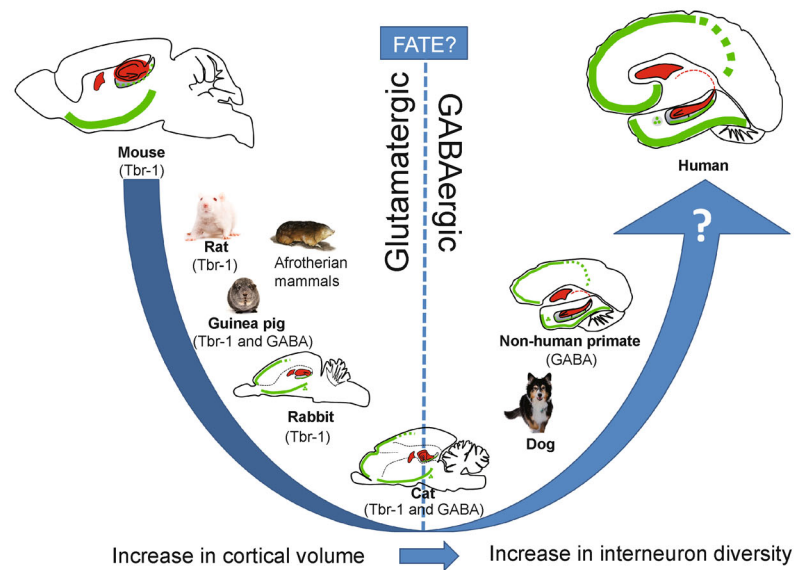 FATE?
Glutamatergic
GABAergic
Mouse
(Tbr-1)
Human
?
Rat
(Tbr-1)
Afrotherian
mammals
Guinea pig
(Tbr-1 and GABA)
Rabbit
(Tbr-1)
Cat
(Tbr-1 and GABA)
Non-human primate
(GABA)
Dog
Increase in cortical volume
Increase in interneuron diversity